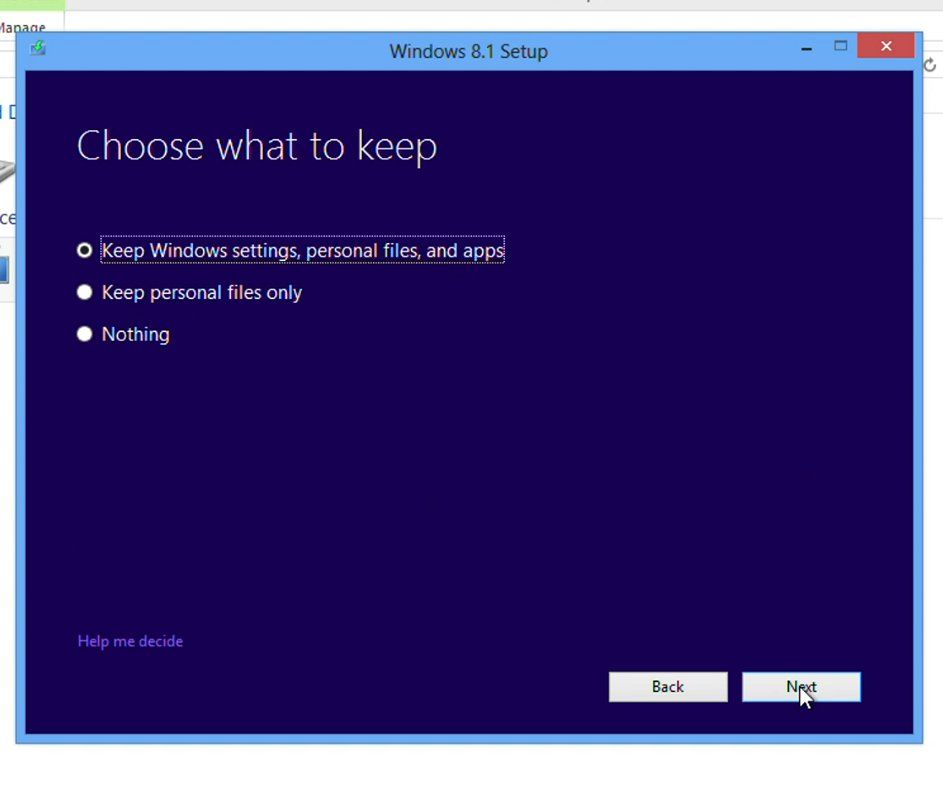 Manage
Windows 8.1 Setup
Choose what to keep
Keep Windows settings, personal files, and apps
Keep personal files only
Nothing
Help me decide
Back
Next